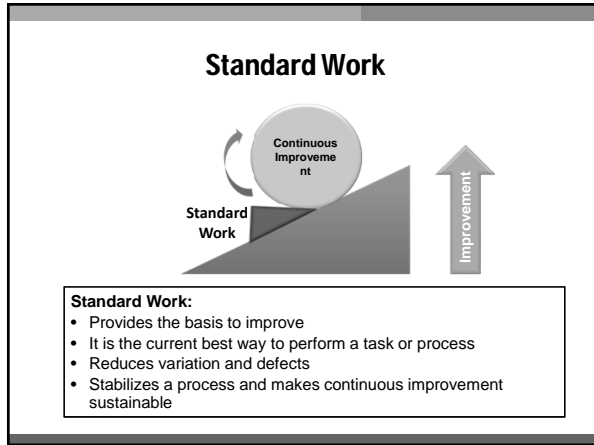 Standard Work
Continuous
Improveme
nt
Standard
Work
Improvement
Standard Work:
• Provides the basis to improve
• It is the current best way to perform a task or process
• Reduces variation and defects
• Stabilizes a process and makes continuous improvement
sustainable